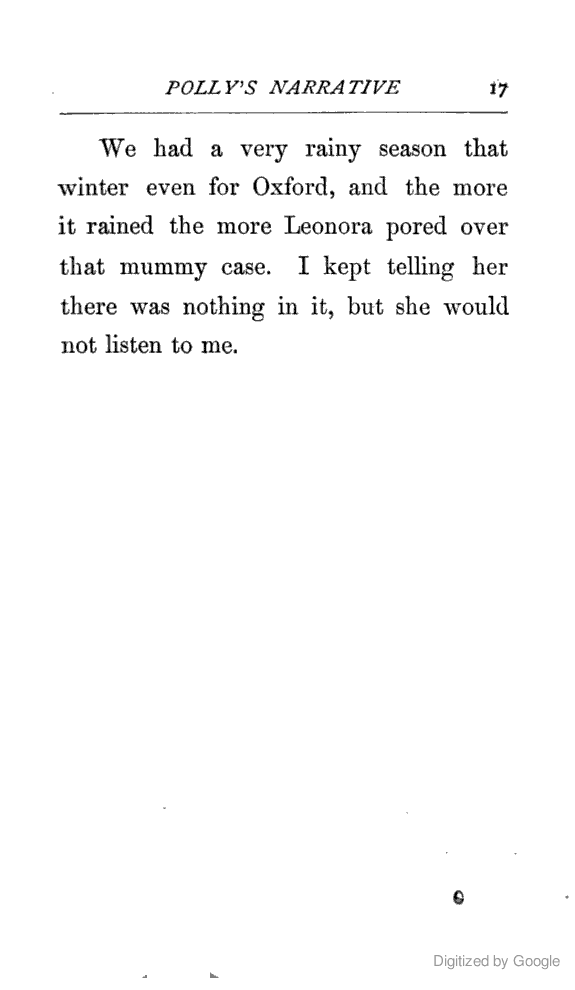 POLLY'S NARRATIVE 17
We had a very rainy season that
winter even for Oxford, and the more
it rained the more Leonora pored over
that mummy case. I kept telling her
there was nothing in it, but she would
not listen to me.
Digitized by Google